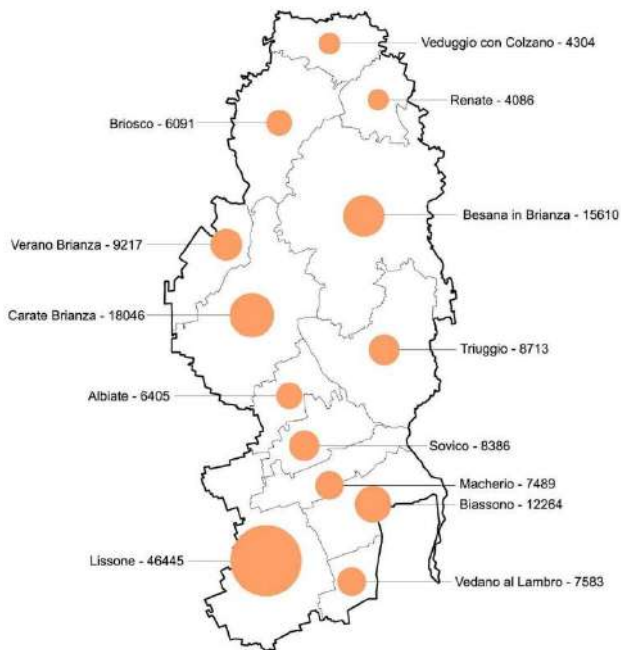 Veduggio con Colzano - 4304
Renate - 4086
Briosco - 6091
Besana in Brianza - 15610
Verano Brianza - 9217
Carate Brianza - 18046
Triuggio - 8713
Albiate - 6405
Sovico - 8386
Macherio - 7489
Biassono - 12264
Lissone - 46445
Vedano al Lambro - 7583